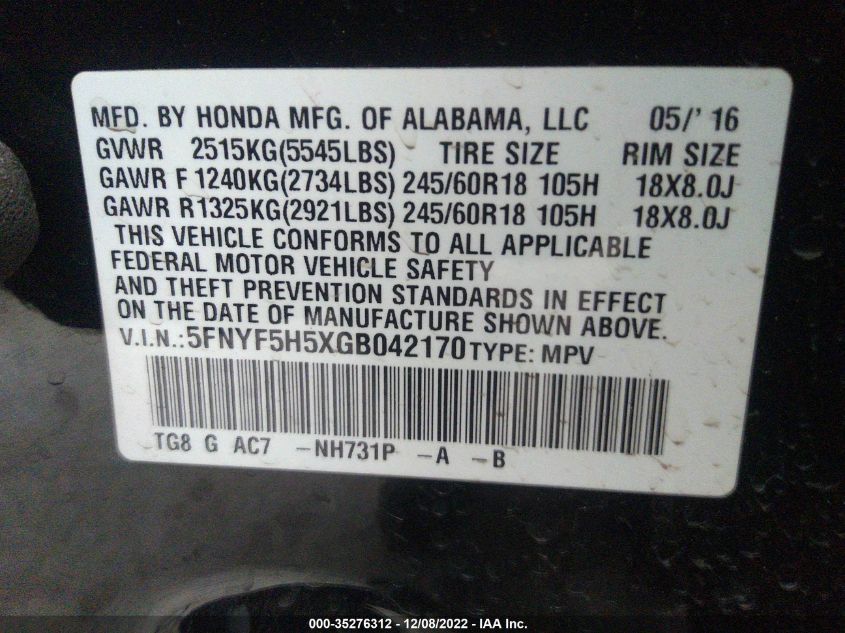 MFD. BY HONDA MFG. OF ALABAMA, LLC 05/' 16
GVWR 2515KG(5545LBS) TIRE SIZE RIM SIZE
GAWR F 1240KG(2734LBS) 245/60R18 105H 18X8.0J
GAWR R1325KG(2921LBS) 245/60R18 105H 18X8.0J
THIS VEHICLE CONFORMS TO ALL APPLICABLE
FEDERAL MOTOR VEHICLE SAFETY
AND THEFT PREVENTION STANDARDS IN EFFECT
ON THE DATE OF MANUFACTURE SHOWN ABOVE.
V.I.N.:5FNYF5H5XGB042170 TYPE: MPV
TG8 G AC7 -NH731P -A -B
000-35276312 - 12/08/2022 - IAA Inc.